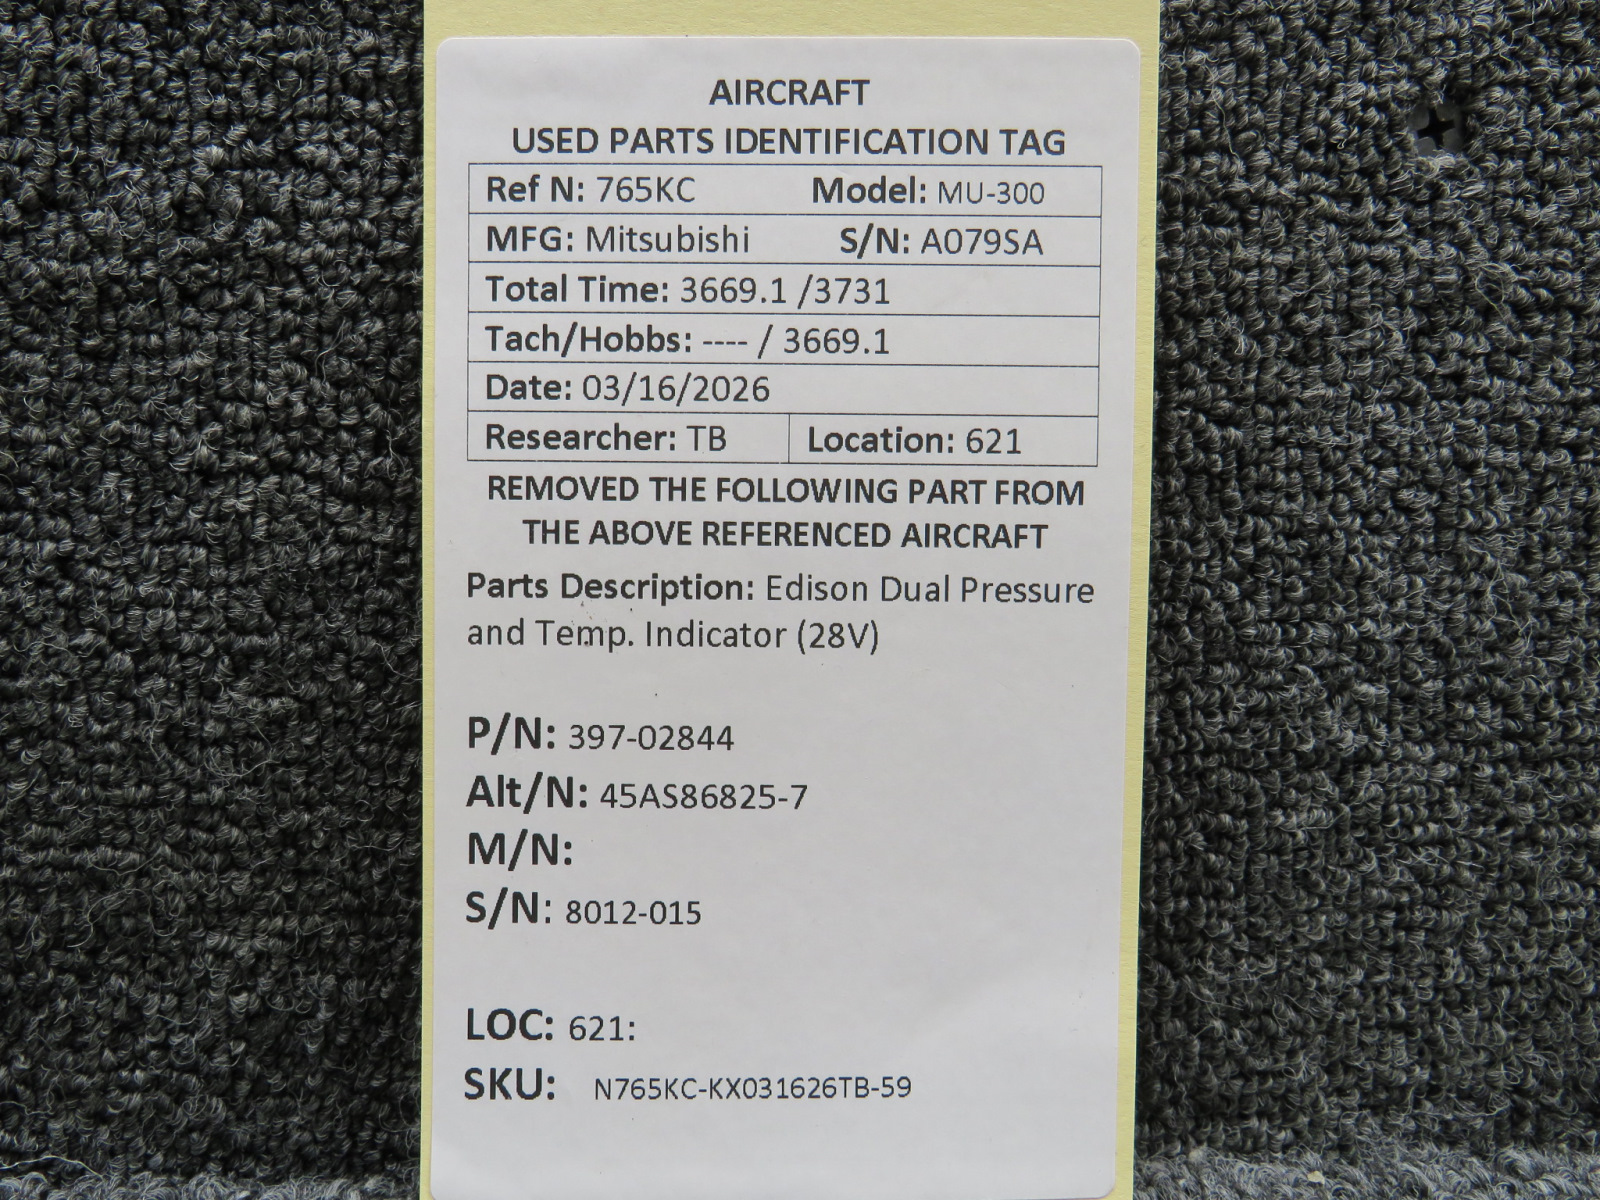 AIRCRAFT
USED PARTS IDENTIFICATION TAG
Ref N: 765KC Model: MU-300
MFG: Mitsubishi S/N: A079SA
Total Time: 3669.1 /3731
Tach/Hobbs: ---- / 3669.1
Date: 03/16/2026
Researcher: TB Location: 621
REMOVED THE FOLLOWING PART FROM
THE ABOVE REFERENCED AIRCRAFT
Parts Description: Edison Dual Pressure
and Temp. Indicator (28V)
P/N: 397-02844
Alt/N: 45AS86825-7
M/N:
S/N: 8012-015
LOC: 621:
SKU: N765KC-KX031626TB-59